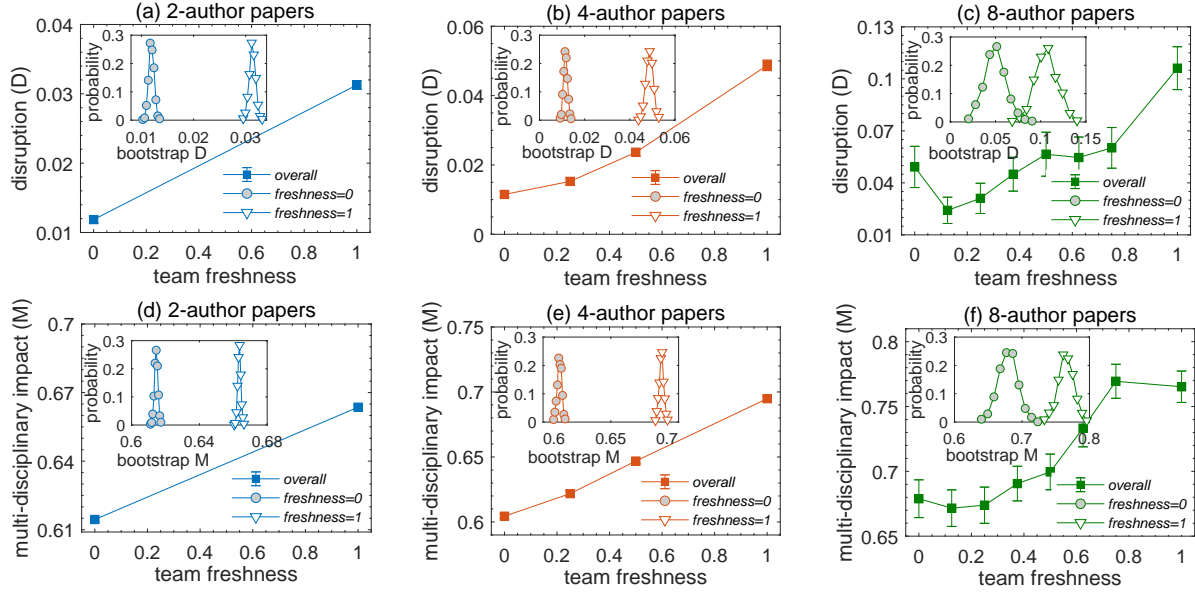 (a) 2-author papers
disruption (D)
0.04
0.03
0.02
0.01
0.3
0.2
0.1
0
probability
0.01 0.02 0.03
bootstrap D
overall
freshness=0
freshness=1
0 0.2 0.4 0.6 0.8 1
team freshness
(b) 4-author papers
disruption (D)
0.06
0.04
0.02
0
0.3
0.2
0.1
0
probability
0 0.02 0.04 0.06
bootstrap D
overall
freshness=0
freshness=1
0 0.2 0.4 0.6 0.8 1
team freshness
(c) 8-author papers
disruption (D)
0.13
0.11
0.08
0.06
0.04
0.01
0.3
0.2
0.1
0
probability
0 0.05 0.1 0.15
bootstrap D
overall
freshness=0
freshness=1
0 0.2 0.4 0.6 0.8 1
team freshness
(d) 2-author papers
multi-disciplinary impact (M)
0.7
0.67
0.64
0.61
0.3
0.2
0.1
0
probability
0.6 0.64 0.68
bootstrap M
overall
freshness=0
freshness=1
0 0.2 0.4 0.6 0.8 1
team freshness
(e) 4-author papers
multi-disciplinary impact (M)
0.75
0.7
0.65
0.6
0.3
0.2
0.1
0
probability
0.6 0.65 0.7
bootstrap M
overall
freshness=0
freshness=1
0 0.2 0.4 0.6 0.8 1
team freshness
(f) 8-author papers
multi-disciplinary impact (M)
0.8
0.75
0.7
0.65
0.3
0.2
0.1
0
probability
0.6 0.7 0.8
bootstrap M
overall
freshness=0
freshness=1
0 0.2 0.4 0.6 0.8 1
team freshness